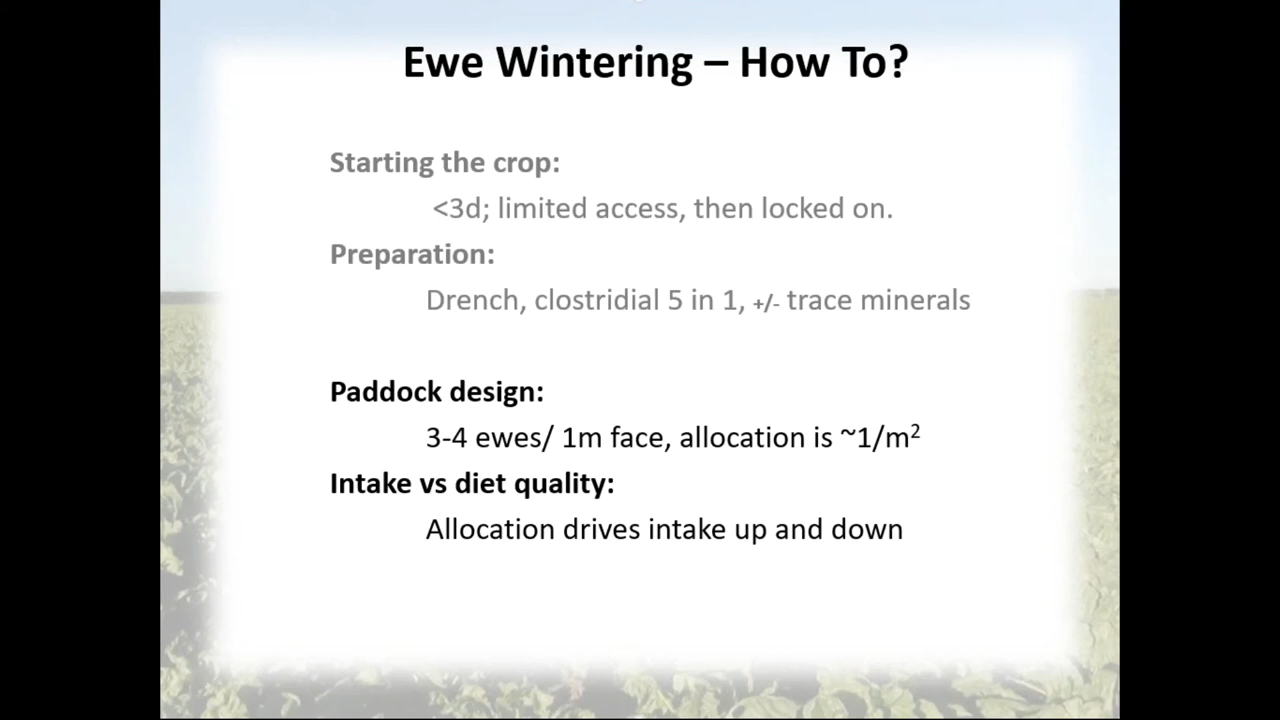 Ewe Wintering – How To?
Starting the crop:
<3d; limited access, then locked on.
Preparation:
Drench, clostridial 5 in 1, +/- trace minerals
Paddock design:
3-4 ewes/ 1m face, allocation is ~1/m²
Intake vs diet quality:
Allocation drives intake up and down